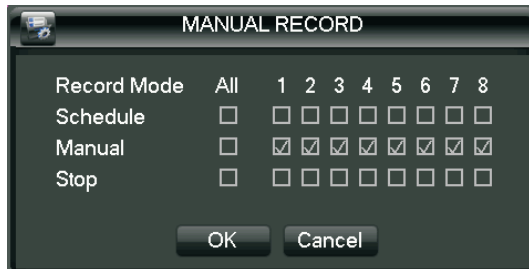 MANUAL RECORD
Record Mode All 1 2 3 4 5 6 7 8
Schedule
Manual
Stop
OK Cancel